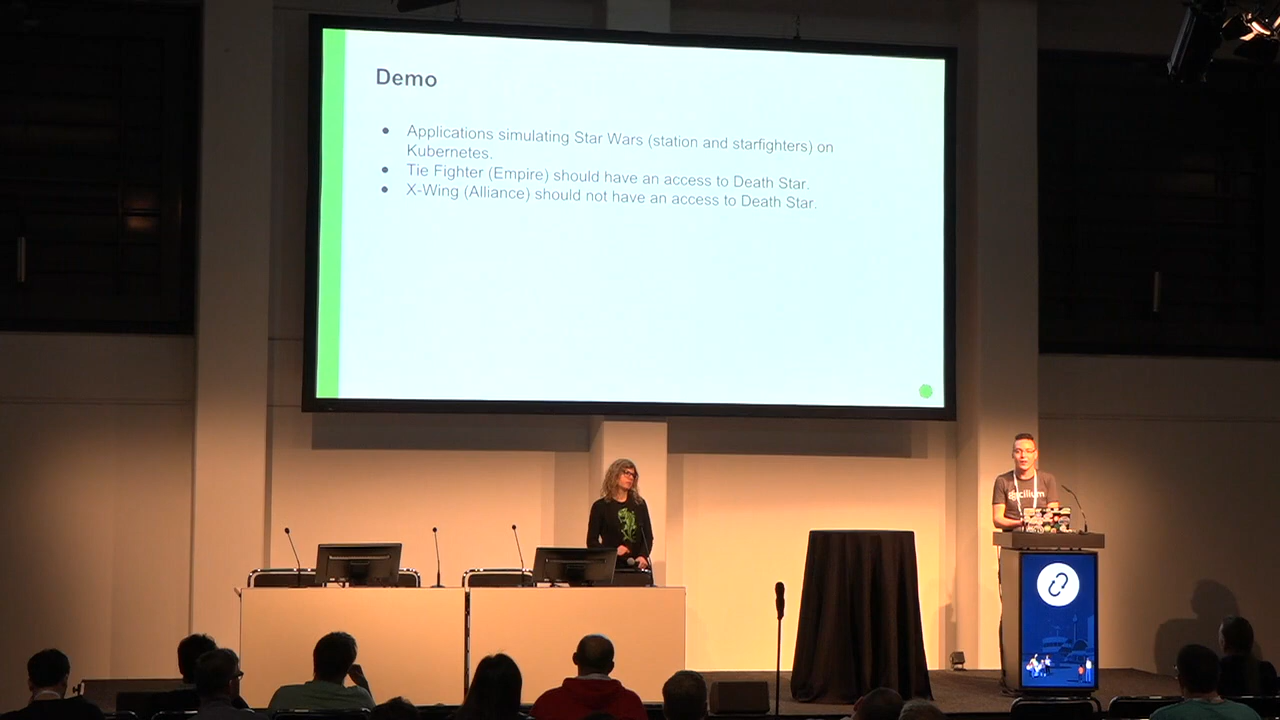 Demo
● Applications simulating Star Wars (station and starfighters) on
Kubernetes.
● Tie Fighter (Empire) should have an access to Death Star.
● X-Wing (Alliance) should not have an access to Death Star.
cilium